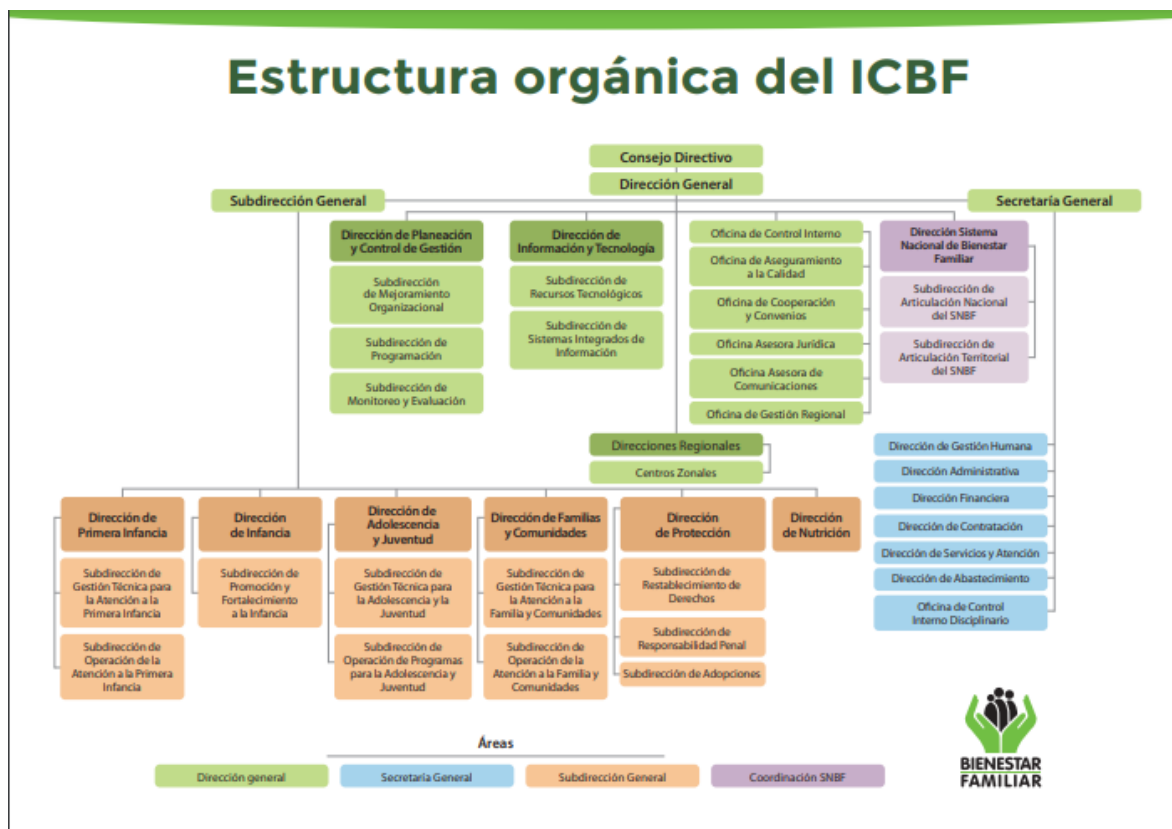 Estructura orgánica del ICBF
Consejo Directivo
Dirección General
Subdirección General
Secretaría General
Dirección de Planeación
y Control de Gestión
Subdirección
de Mejoramiento
Organizacional
Subdirección de
Programación
Subdirección de
Monitoreo y Evaluación
Dirección de
Información y Tecnología
Subdirección de
Recursos Tecnológicos
Subdirección de
Sistemas Integrados de
Información
Oficina de Control Interno
Oficina de Aseguramiento
a la Calidad
Oficina de Cooperación
y Convenios
Oficina Asesora Jurídica
Oficina Asesora de
Comunicaciones
Oficina de Gestión Regional
Dirección Sistema
Nacional de Bienestar
Familiar
Subdirección de
Articulación Nacional
del SNBF
Subdirección de
Articulación Territorial
del SNBF
Direcciones Regionales
Centros Zonales
Dirección de Gestión Humana
Dirección Administrativa
Dirección Financiera
Dirección de Contratación
Dirección de Servicios y Atención
Dirección de Abastecimiento
Oficina de Control
Interno Disciplinario
Dirección de
Primera Infancia
Subdirección de
Gestión Técnica para
la Atención a la
Primera Infancia
Subdirección de
Operación de la
Atención a la Primera
Infancia
Dirección
de Infancia
Subdirección de
Promoción y
Fortalecimiento
a la Infancia
Dirección de
Adolescencia
y Juventud
Subdirección de
Gestión Técnica para
la Adolescencia y la
Juventud
Subdirección de
Operación de Programas
para la Adolescencia y
Juventud
Dirección de Familias
y Comunidades
Subdirección de
Gestión Técnica para
la Atención a la
Familia y Comunidades
Subdirección de
Operación de la
Atención a la Familia y
Comunidades
Dirección
de Protección
Subdirección de
Restablecimiento de
Derechos
Subdirección de
Responsabilidad Penal
Subdirección de Adopciones
Dirección
de Nutrición
Áreas
Dirección general
Secretaría General
Subdirección General
Coordinación SNBF
BIENESTAR
FAMILIAR